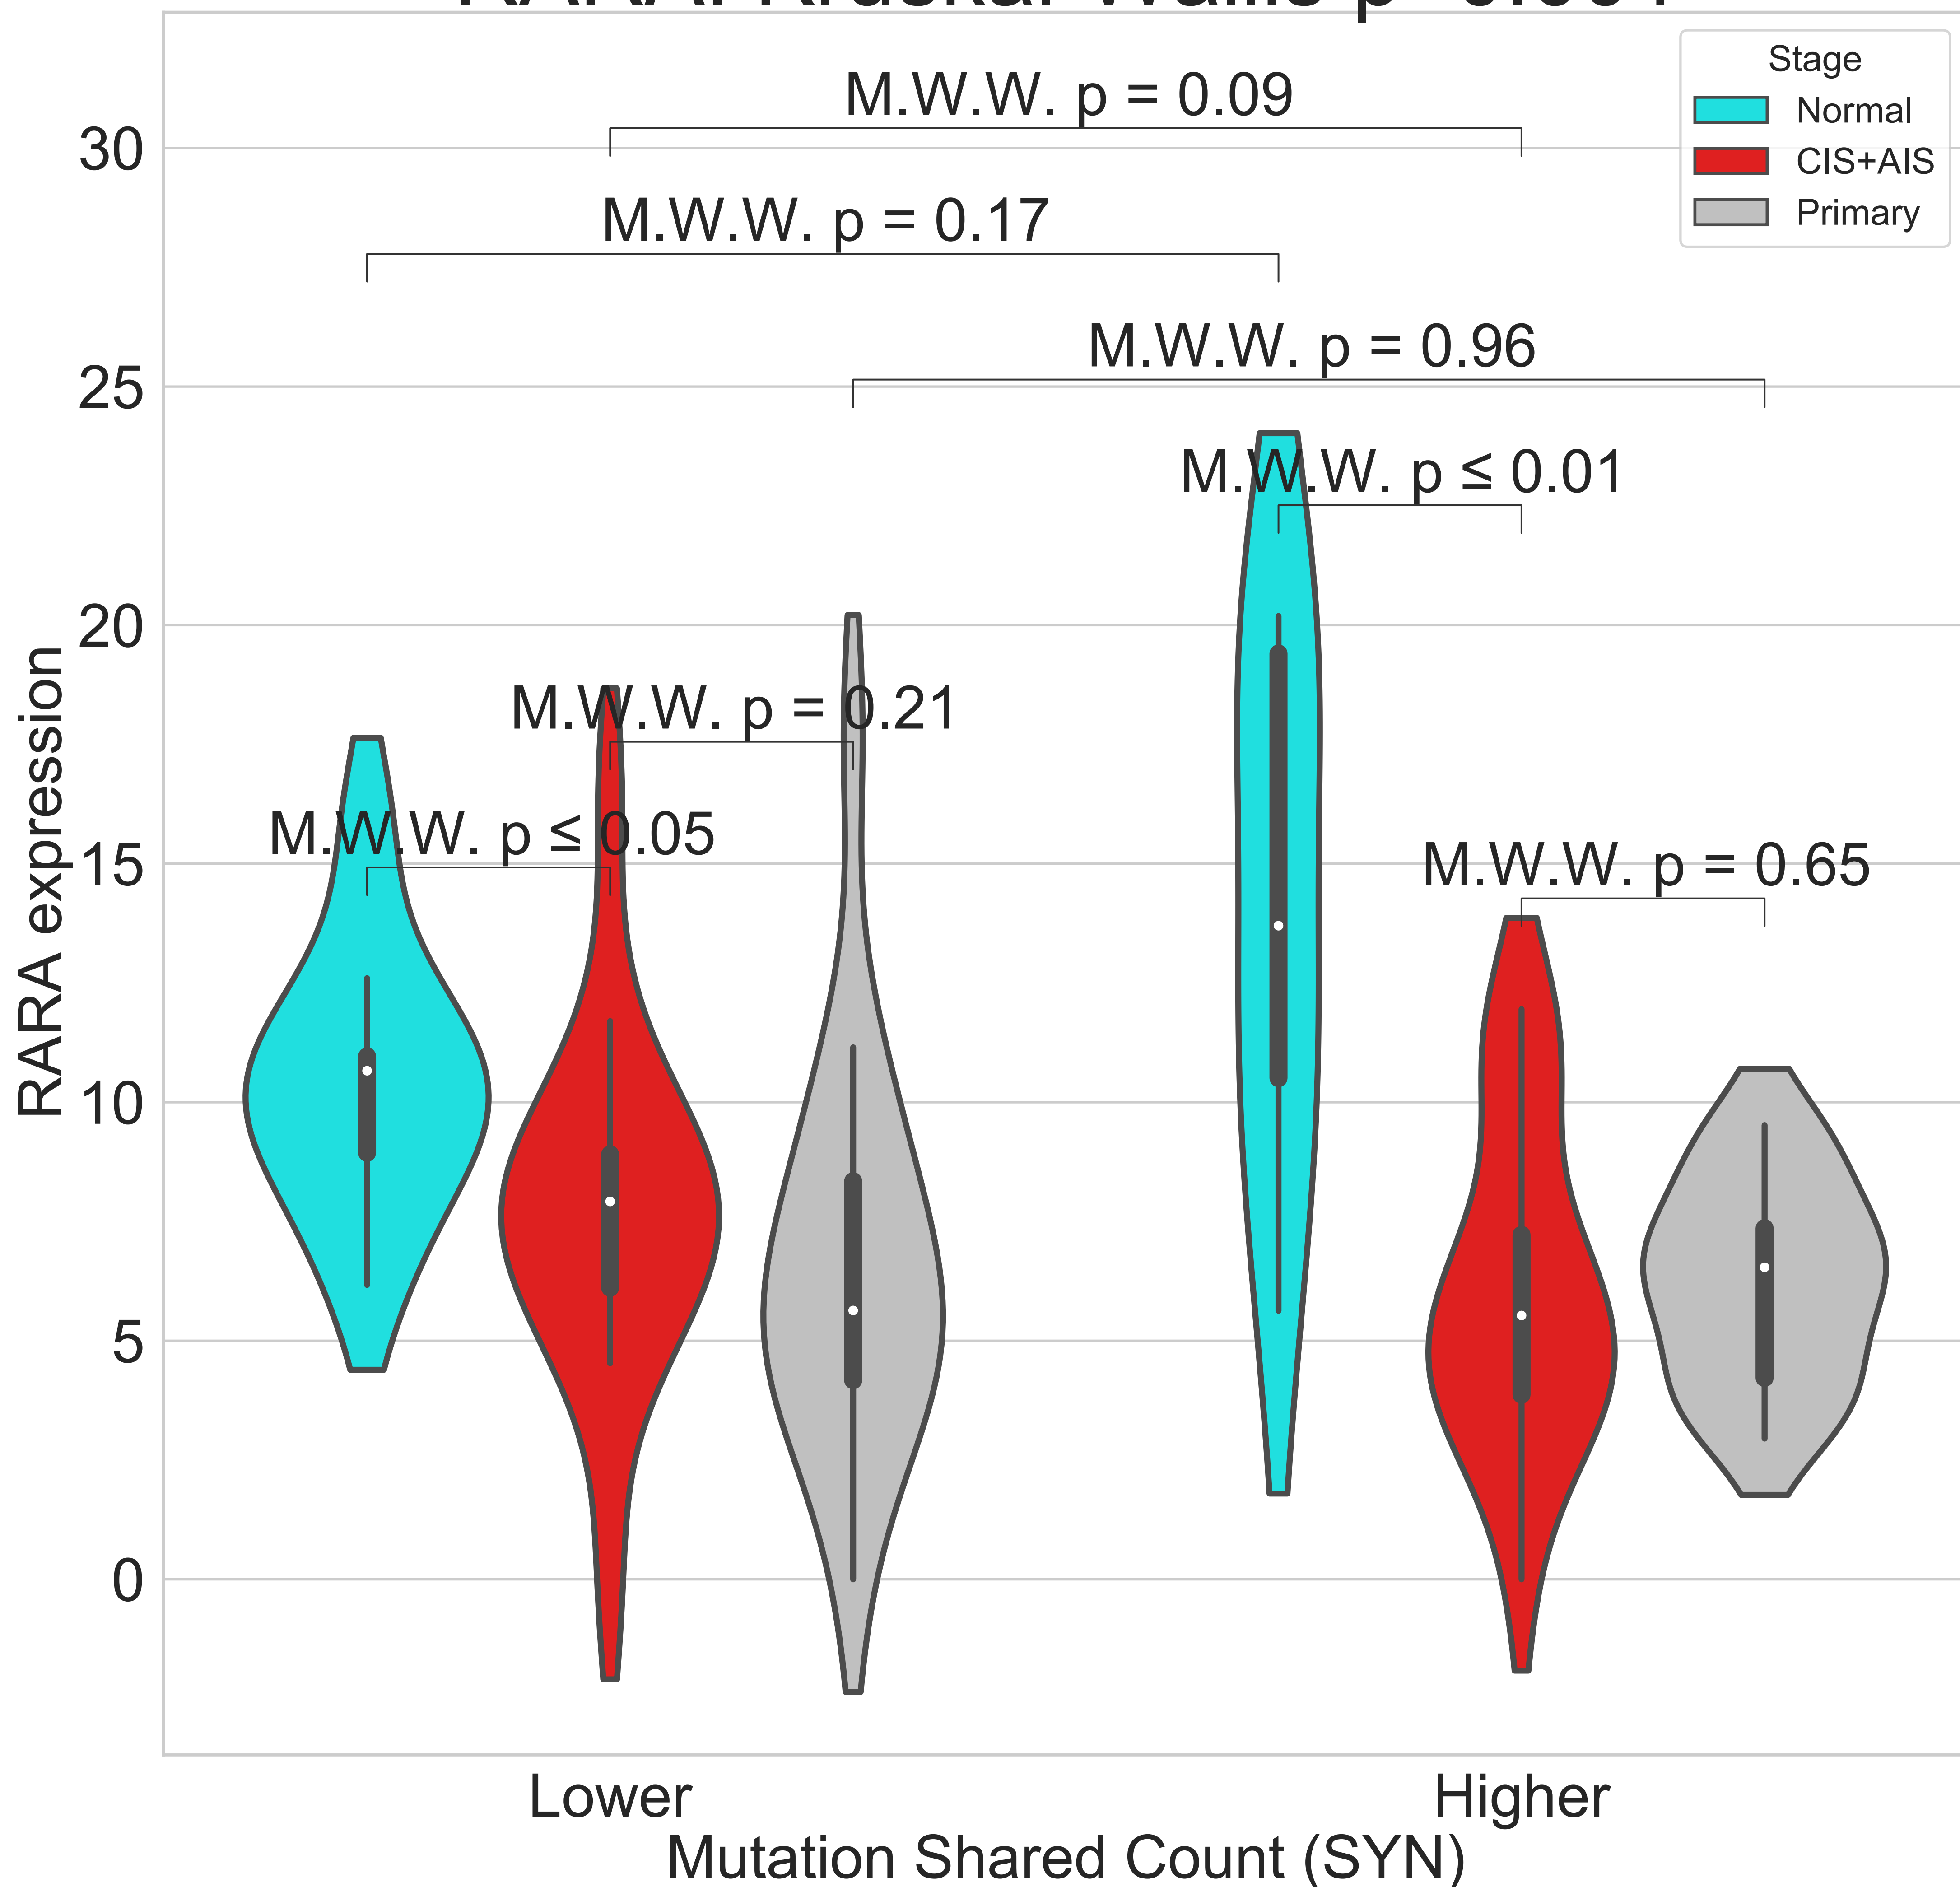 M.W.W. p = 0.09
M.W.W. p = 0.17
M.W.W. p = 0.96
M.W.W. p ≤ 0.01
M.W.W. p = 0.21
M.W.W. p ≤ 0.05
M.W.W. p = 0.65
Stage
Normal
CIS+AIS
Primary
RARA expression
30
25
20
15
10
5
0
Lower
Higher
Mutation Shared Count (SYN)